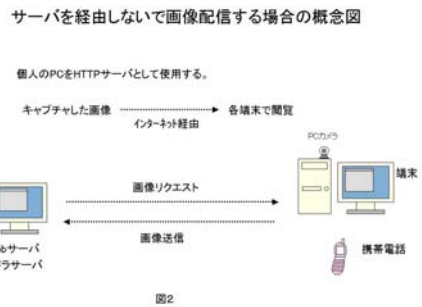 サーバを経由しないで画像配信する場合の概念図
個人のPCをHTTPサーバとして使用する。
キャプチャした画像 各端末で閲覧
インターネット経由
PCカメラ
端末
画像リクエスト
画像送信
bサーバ
ラサーバ
携帯電話
図2